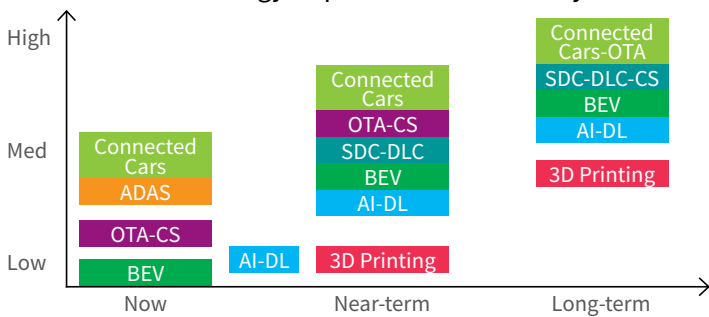 High
Med
Low
Connected
Cars
ADAS
OTA-CS
BEV
AI-DL
Connected
Cars
OTA-CS
SDC-DLC
BEV
AI-DL
3D Printing
Connected
Cars-OTA
SDC-DLC-CS
BEV
AI-DL
3D Printing
Now
Near-term
Long-term